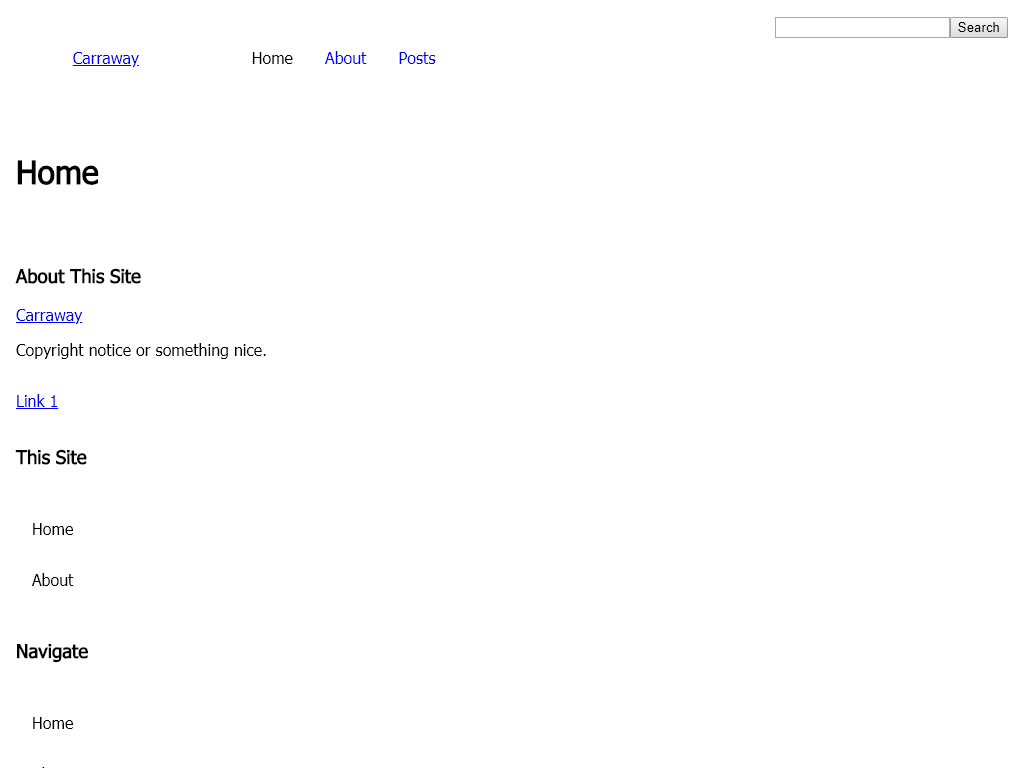 Search
Carraway Home About Posts
Home
About This Site
Carraway
Copyright notice or something nice.
Link 1
This Site
Home
About
Navigate
Home